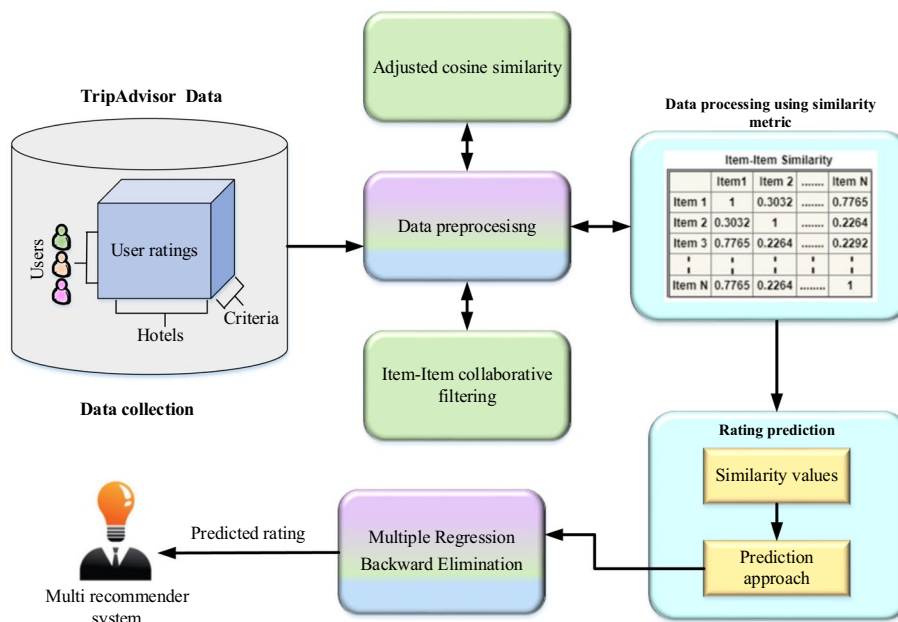 Adjusted cosine similarity
TripAdvisor Data
Users
User ratings
Hotels
Criteria
Data collection
Data preprocesisng
Item-Item collaborative
filtering
Data processing using similarity
metric
Item-Item Similarity
Item1 Item 2 ....... Item N
Item 1 1 0.3032 ....... 0.7765
Item 2 0.3032 1 ....... 0.2264
Item 3 0.7765 0.2264 ....... 0.2292
Item N 0.7765 0.2264 ........ 1
Rating prediction
Similarity values
Prediction
approach
Multiple Regression
Backward Elimination
Predicted rating
Multi recommender
system